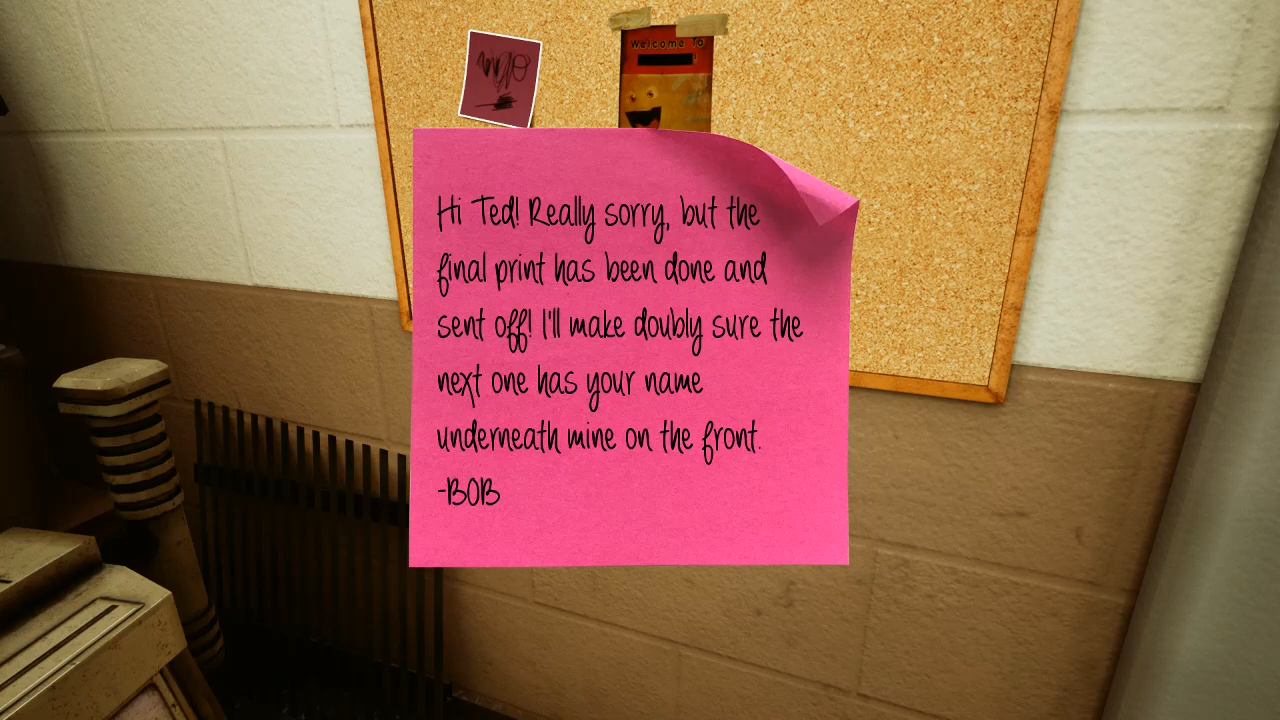 Welcome To
Hi Ted! Really sorry, but the
final print has been done and
sent off! I'll make doubly sure the
next one has your name
underneath mine on the front.
-BOB